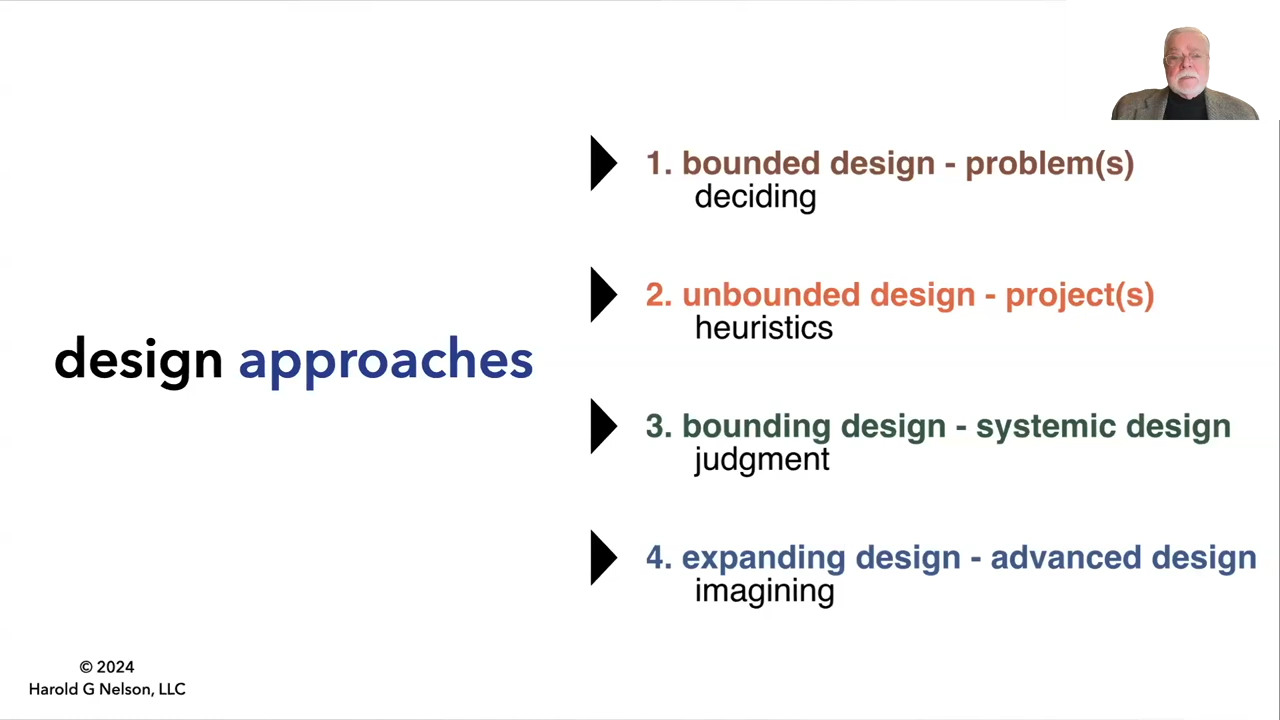 design approaches
1. bounded design - problem(s)
deciding
2. unbounded design - project(s)
heuristics
3. bounding design - systemic design
judgment
4. expanding design - advanced design
imagining
© 2024
Harold G Nelson, LLC